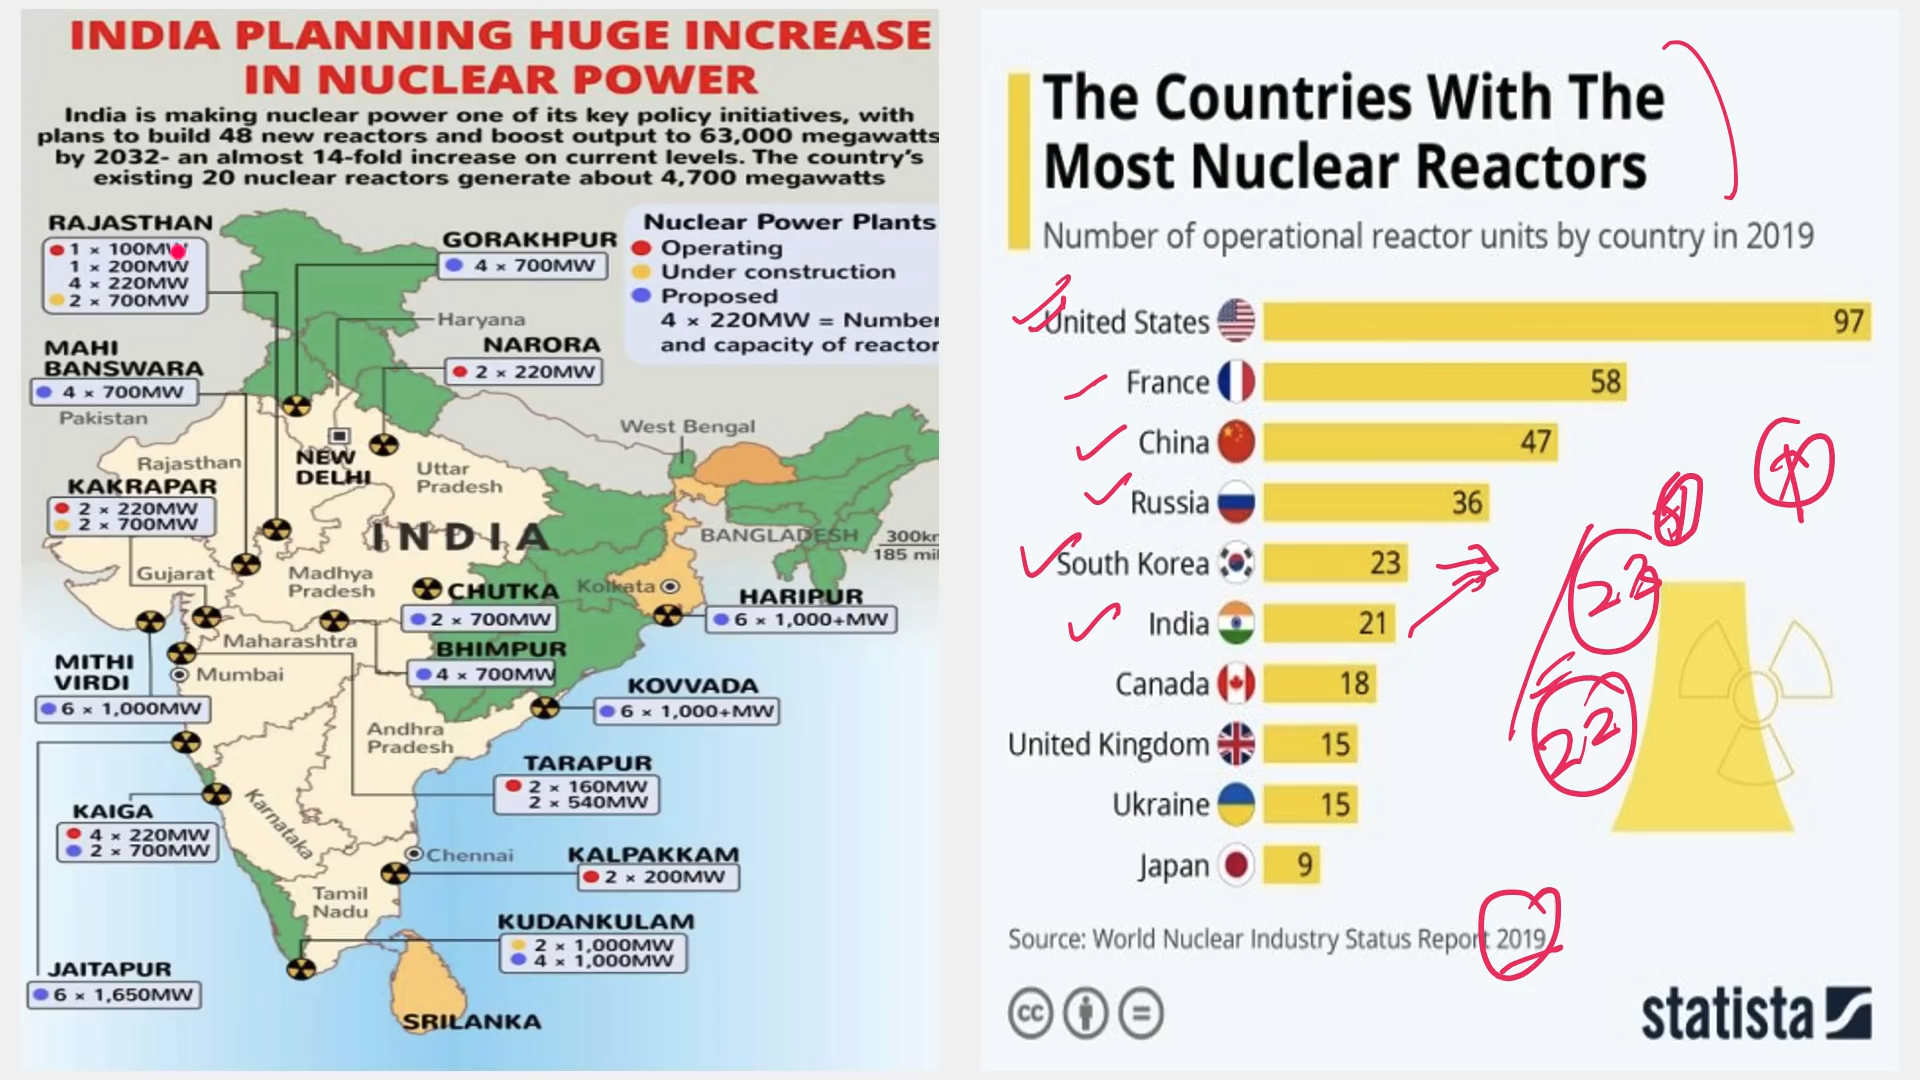 INDIA PLANNING HUGE INCREASE
IN NUCLEAR POWER
India is making nuclear power one of its key policy initiatives, with
plans to build 48 new reactors and boost output to 63,000 megawatts
by 2032- an almost 14-fold increase on current levels. The country's
existing 20 nuclear reactors generate about 4,700 megawatts
RAJASTHAN
1 × 100MW
1 × 200MW
4 × 220MW
2 × 700MW
GORAKHPUR
4 × 700MW
Nuclear Power Plants
Operating
Under construction
Proposed
4 × 220MW = Number
and capacity of reactor
Haryana
MAHI
BANSWARA
4 × 700MW
NARORA
2 × 220MW
Pakistan
West Bengal
Rajasthan
NEW
DELHI
Uttar
Pradesh
KAKRAPAR
2 × 220MW
2 × 700MW
INDIA
BANGLADESH
300km
185 mil
Gujarat
Madhya
Pradesh
CHUTKA
2 × 700MW
Kolkata
HARIPUR
6 × 1,000+MW
Maharashtra
BHIMPUR
4 × 700MW
MITHI
VIRDI
6 × 1,000MW
Mumbai
KOVVADA
6 × 1,000+MW
Andhra
Pradesh
TARAPUR
2 × 160MW
2 × 540MW
KAIGA
4 × 220MW
2 × 700MW
Karnataka
Chennai
KALPAKKAM
2 × 200MW
Tamil
Nadu
KUDANKULAM
2 × 1,000MW
4 × 1,000MW
JAITAPUR
6 × 1,650MW
SRILANKA
The Countries With The
Most Nuclear Reactors
Number of operational reactor units by country in 2019
United States 97
France 58
China 47
Russia 36
South Korea 23
India 21
Canada 18
United Kingdom 15
Ukraine 15
Japan 9
22
Source: World Nuclear Industry Status Report 2019
cc
statista